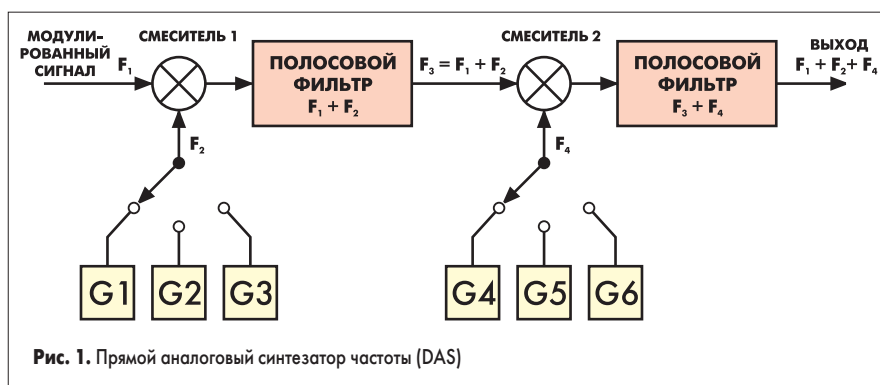 МОДУЛИ-
РОВАННЫЙ
СИГНАЛ
F₁
СМЕСИТЕЛЬ 1
ПОЛОСОВОЙ
ФИЛЬТР
F₁ + F₂
F₃ = F₁ + F₂
СМЕСИТЕЛЬ 2
ПОЛОСОВОЙ
ФИЛЬТР
F₃ + F₄
ВЫХОД
F₁ + F₂ + F₄
F₂
F₄
G1 G2 G3 G4 G5 G6
Рис. 1. Прямой аналоговый синтезатор частоты (DAS)